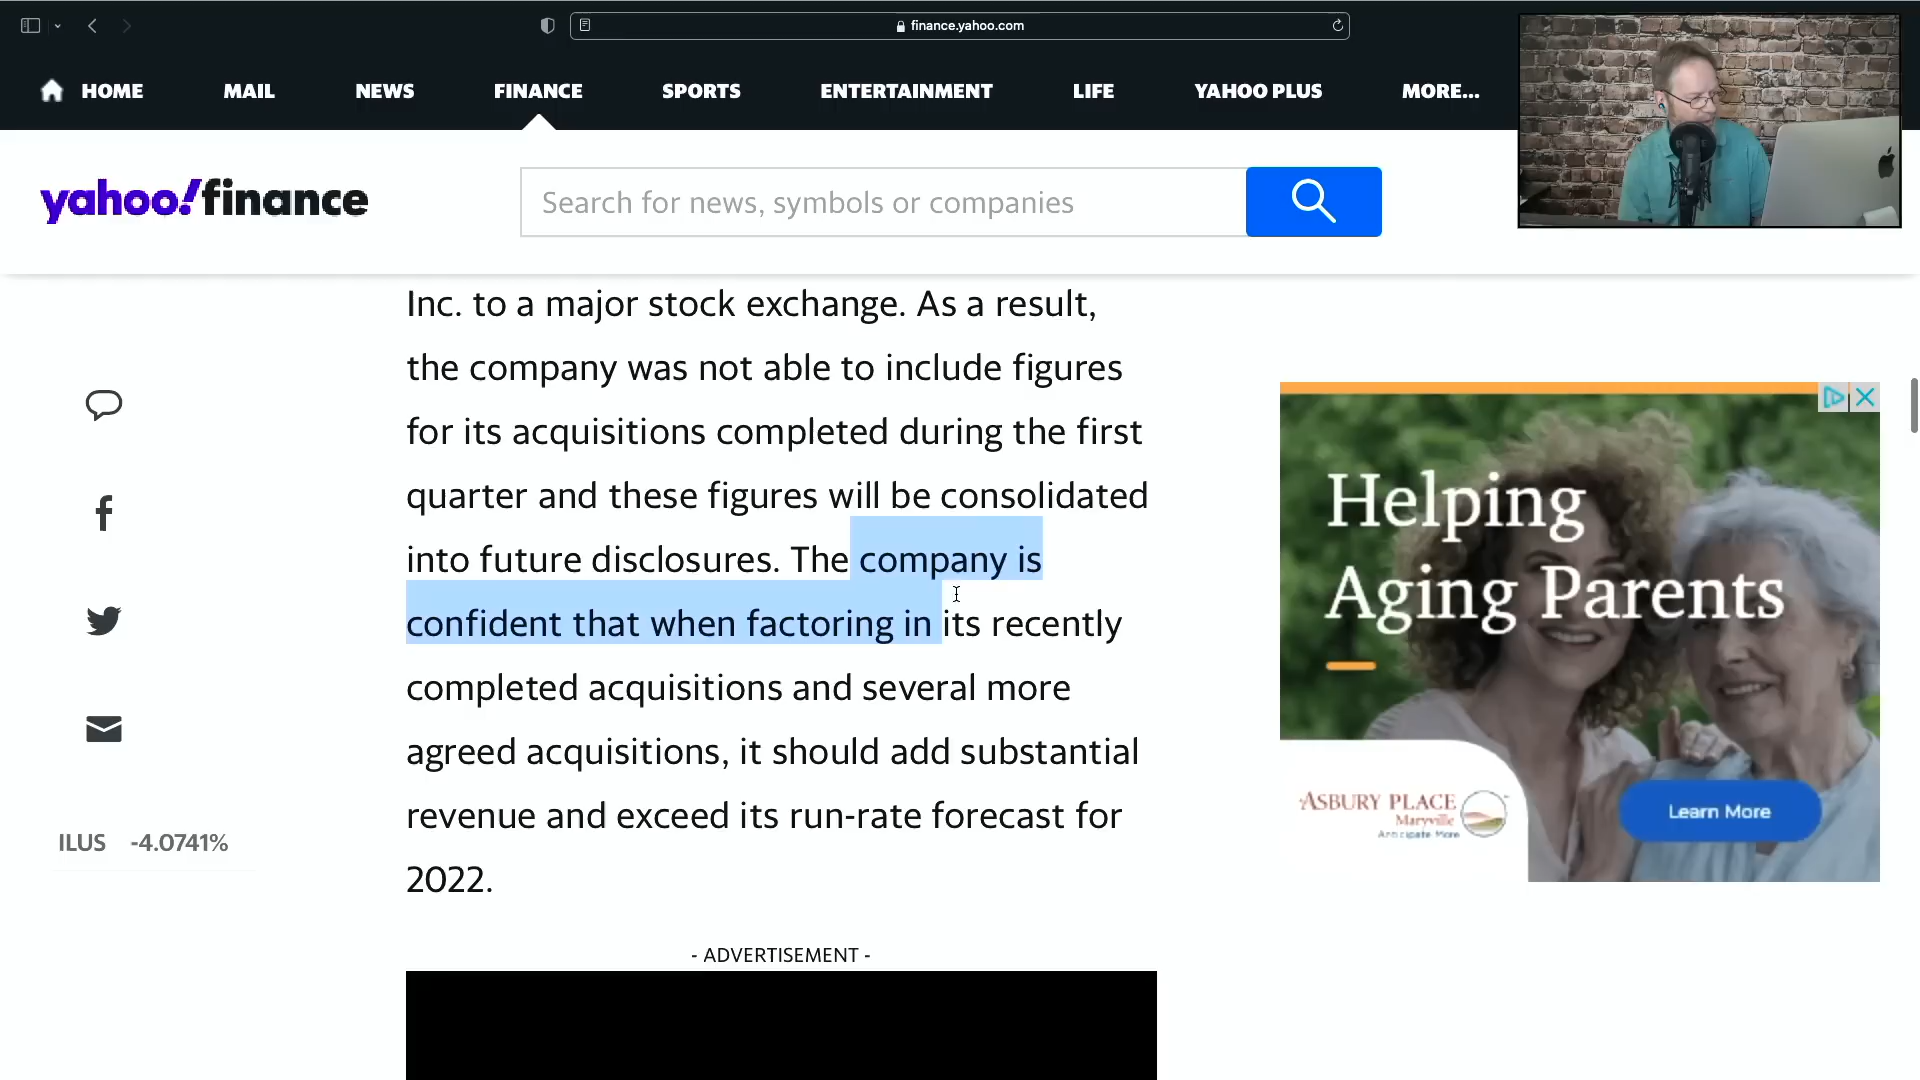 finance.yahoo.com
HOME
MAIL
NEWS
FINANCE
SPORTS
ENTERTAINMENT
LIFE
YAHOO PLUS
MORE...
yahoo!finance
Search for news, symbols or companies
Inc. to a major stock exchange. As a result,
the company was not able to include figures
for its acquisitions completed during the first
quarter and these figures will be consolidated
into future disclosures. The company is
confident that when factoring in its recently
completed acquisitions and several more
agreed acquisitions, it should add substantial
revenue and exceed its run-rate forecast for
2022.
ILUS -4.0741%
- ADVERTISEMENT -
Helping
Aging Parents
ASBURY PLACE
Maryville
Anticipate More
Learn More